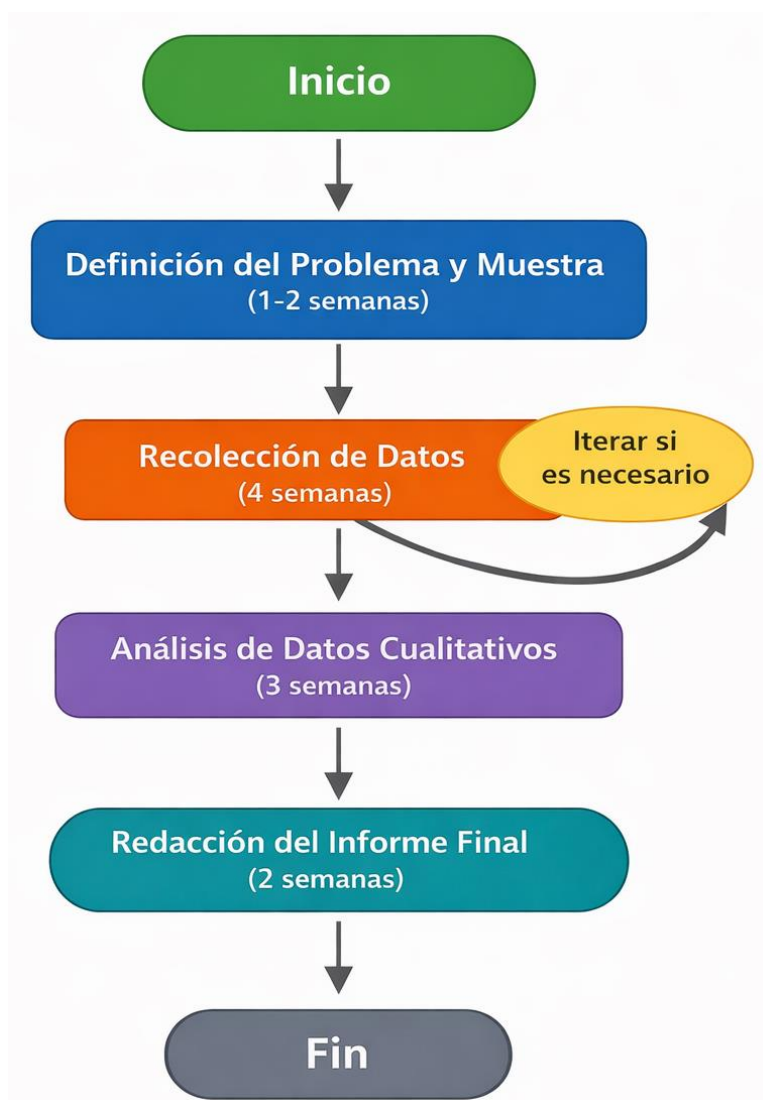 Inicio
Definición del Problema y Muestra
(1-2 semanas)
Recolección de Datos
(4 semanas)
Iterar si
es necesario
Análisis de Datos Cualitativos
(3 semanas)
Redacción del Informe Final
(2 semanas)
Fin